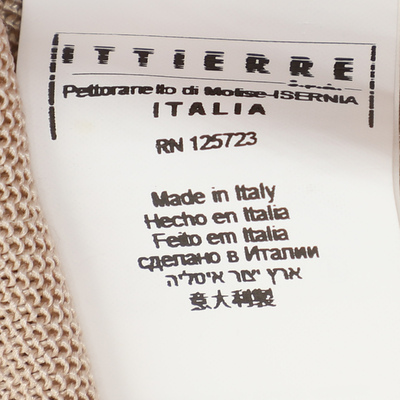 ITTIERRE
Pettoranello di Molise-ISERNIA
ITALIA
RN 125723
Made in Italy
Hecho en Italia
Feito em Italia
сделано в Италии
ארץ יצור איטליה
意大利製